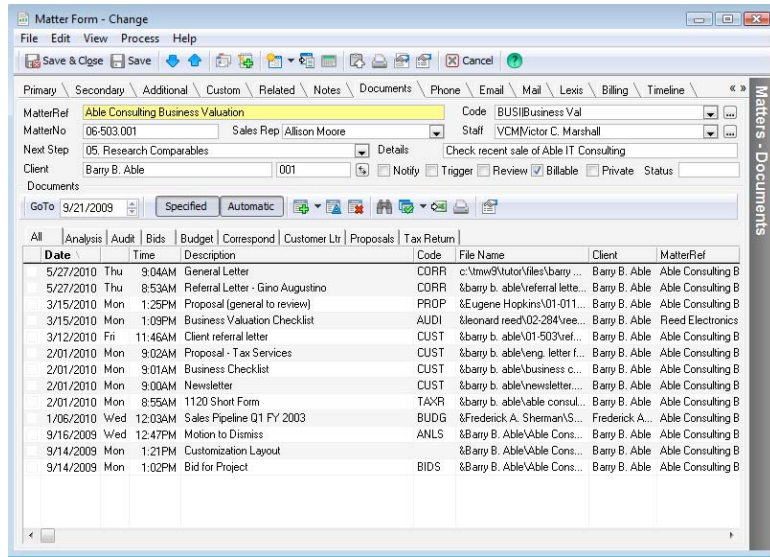 Matter Form - Change
File Edit View Process Help
Save & Close Save Cancel
Primary Secondary Additional Custom Related Notes Documents Phone Email Mail Lexis Billing Timeline
Matters - Documents
MatterRef Able Consulting Business Valuation Code BUSI|Business Val
MatterNo 06-503.001 Sales Rep Allison Moore Staff VCM|Victor C. Marshall
Next Step 05. Research Comparables Details Check recent sale of Able IT Consulting
Client Barry B. Able 001 Notify Trigger Review Billable Private Status
Documents
GoTo 9/21/2009 Specified Automatic
All Analysis Audit Bids Budget Correspond Customer Ltr Proposals Tax Return
Date Time Description Code File Name Client MatterRef
5/27/2010 Thu 9:04AM General Letter CORR c:\tmw9\tutor\files\barry ... Barry B. Able Able Consulting B
5/27/2010 Thu 8:53AM Referral Letter - Gino Augustino CORR &barry b. able\referral lette... Barry B. Able Able Consulting B
3/15/2010 Mon 1:25PM Proposal (general to review) PROP &Eugene Hopkins\01-011... Barry B. Able Able Consulting B
3/15/2010 Mon 1:09PM Business Valuation Checklist AUDI &leonard reed\02-284\ree... Barry B. Able Reed Electronics
3/12/2010 Fri 11:46AM Client referral letter CUST &barry b. able\01-503\ref... Barry B. Able Able Consulting B
2/01/2010 Mon 9:02AM Proposal - Tax Services CUST &barry b. able\eng. letter f... Barry B. Able Able Consulting B
2/01/2010 Mon 9:01AM Business Checklist CUST &barry b. able\business c... Barry B. Able Able Consulting B
2/01/2010 Mon 9:00AM Newsletter CUST &barry b. able\newsletter.... Barry B. Able Able Consulting B
2/01/2010 Mon 8:55AM 1120 Short Form TAXR &barry b. able\able consul... Barry B. Able Able Consulting B
1/06/2010 Wed 12:03AM Sales Pipeline Q1 FY 2003 BUDG &Frederick A. Sherman\S... Frederick A... Able Consulting B
9/16/2009 Wed 12:47PM Motion to Dismiss ANLS &Barry B. Able\Able Cons... Barry B. Able Able Consulting B
9/14/2009 Mon 1:21PM Customization Layout &Barry B. Able\Able Cons... Barry B. Able Able Consulting B
9/14/2009 Mon 1:02PM Bid for Project BIDS &Barry B. Able\Able Cons... Barry B. Able Able Consulting B